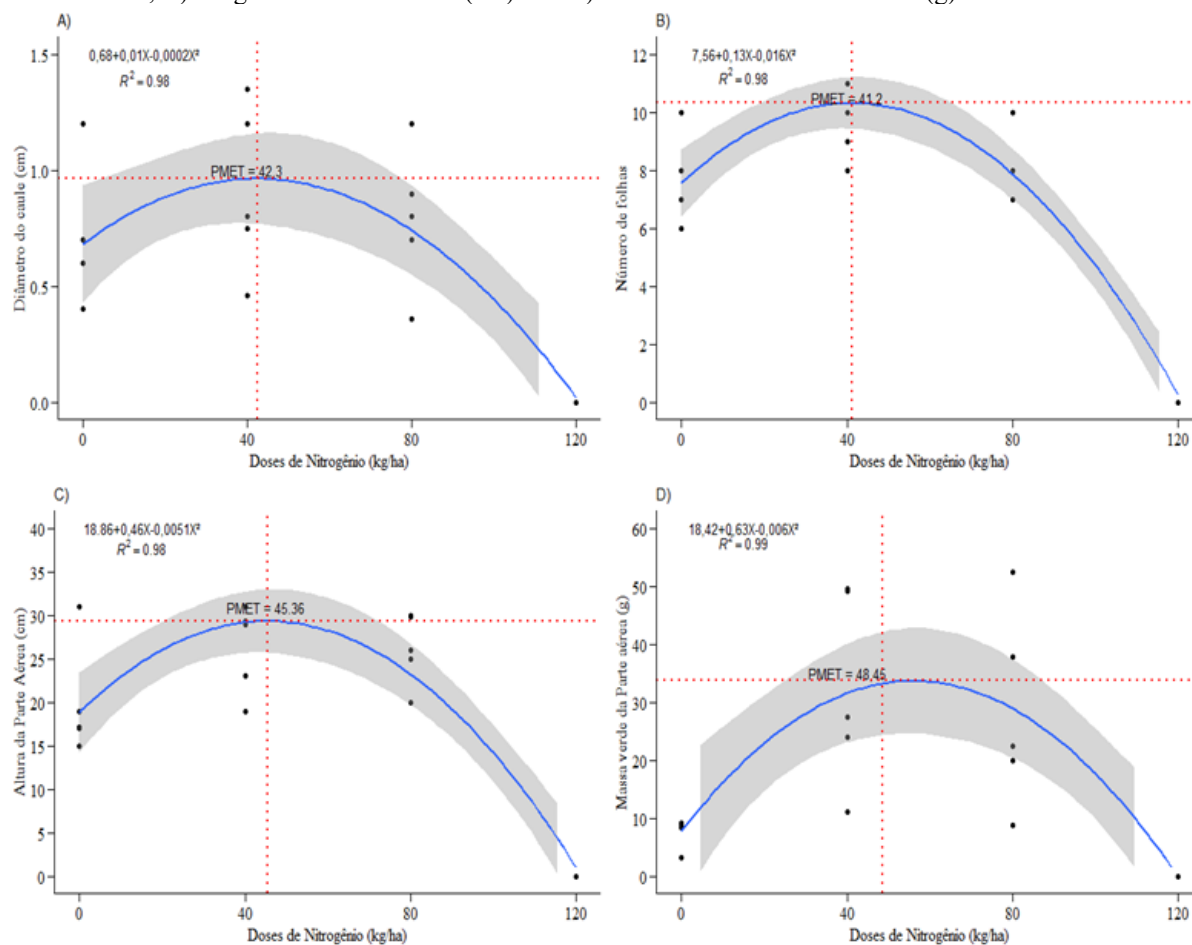 A)
0,68+0,01X-0,0002X²
R² = 0.98
PMET = 42.3
1.5
1.0
0.5
0.0
Diâmetro do caule (cm)
0 40 80 120
Doses de Nitrogênio (kg/ha)
B)
7,56+0,13X-0,016X²
R² = 0.98
PMET = 41.2
12
10
8
6
4
2
0
Número de folhas
0 40 80 120
Doses de Nitrogênio (kg/ha)
C)
18.86+0,46X-0,0051X²
R² = 0.98
PMET = 45.36
40
35
30
25
20
15
10
5
0
Altura da Parte Aérea (cm)
0 40 80 120
Doses de Nitrogênio (kg/ha)
D)
18,42+0,63X-0,006X²
R² = 0.99
PMET = 48.45
60
50
40
30
20
10
0
Massa verde da Parte aérea (g)
0 40 80 120
Doses de Nitrogênio (kg/ha)